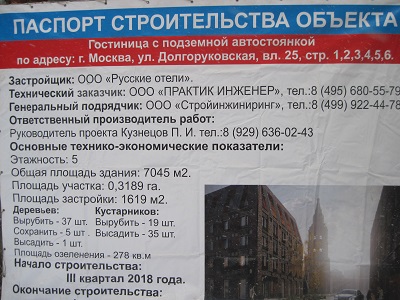 ПАСПОРТ СТРОИТЕЛЬСТВА ОБЪЕКТА
Гостиница с подземной автостоянкой
по адресу: г. Москва, ул. Долгоруковская, вл. 25, стр. 1,2,3,4,5,6.
Застройщик: ООО «Русские отели».
Технический заказчик: ООО «ПРАКТИК ИНЖЕНЕР», тел.:8 (495) 680-55-79
Генеральный подрядчик: ООО «Стройинжиниринг», тел.:8 (499) 922-44-78
Ответственный производитель работ:
Руководитель проекта Кузнецов П. И. тел.:8 (929) 636-02-43
Основные технико-экономические показатели:
Этажность: 5
Общая площадь здания: 7045 м2.
Площадь участка: 0,3189 га.
Площадь застройки: 1619 м2.
Деревьев: Кустарников:
Вырубить - 37 шт. Вырубить - 19 шт.
Сохранить - 5 шт Высадить - 35 шт.
Высадить - 1 шт.
Площадь озеленения - 278 кв.м
Начало строительства:
III квартал 2018 года.
Окончание строительства: